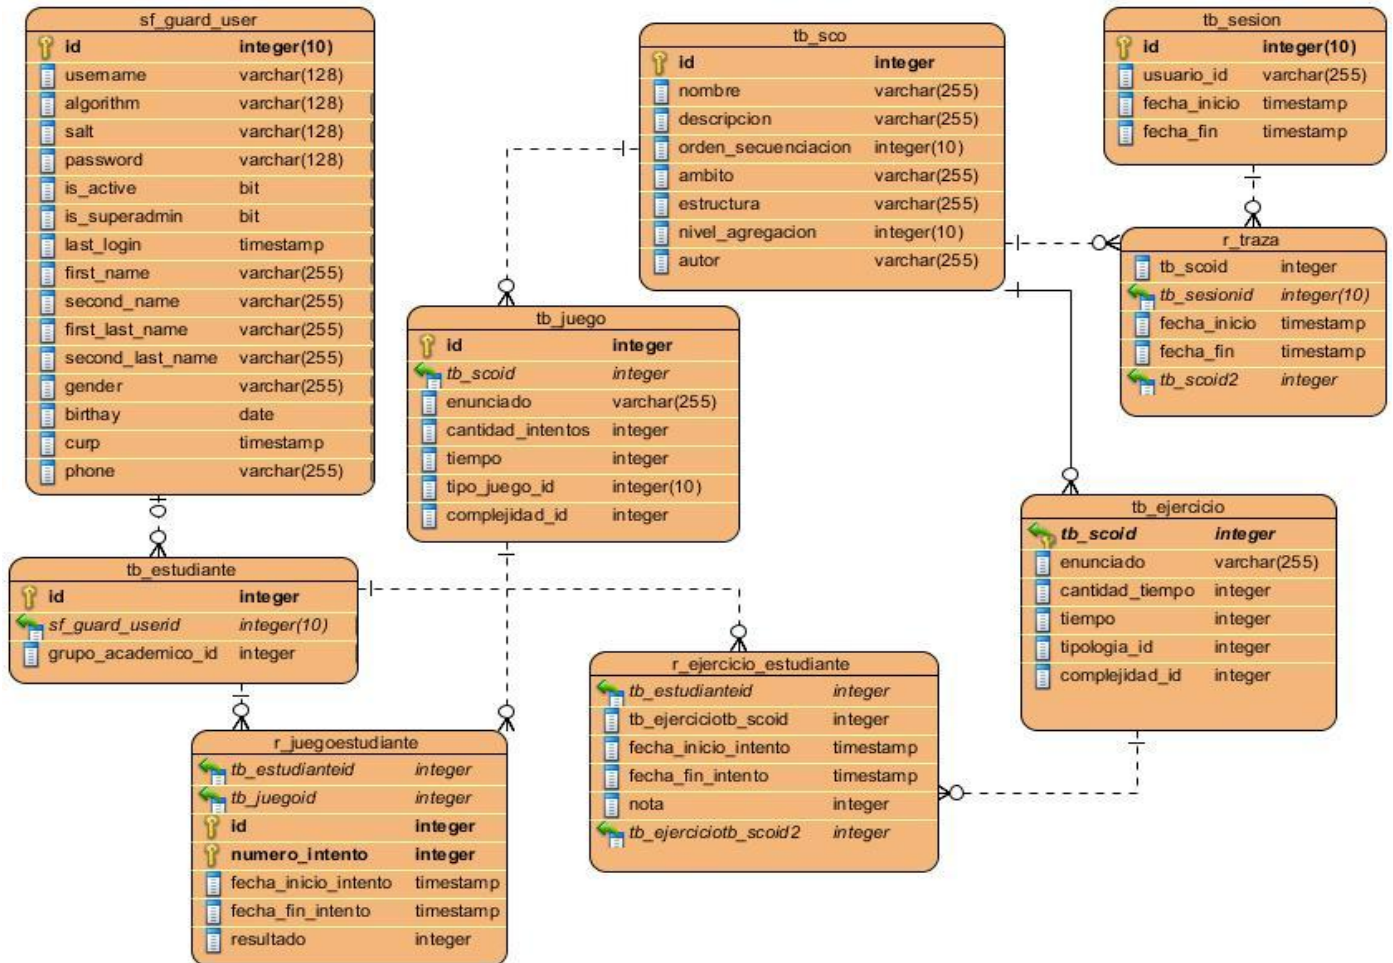 sf_guard_user
id integer(10)
username varchar(128)
algorithm varchar(128)
salt varchar(128)
password varchar(128)
is_active bit
is_superadmin bit
last_login timestamp
first_name varchar(255)
second_name varchar(255)
first_last_name varchar(255)
second_last_name varchar(255)
gender varchar(255)
birthay date
curp timestamp
phone varchar(255)
tb_sco
id integer
nombre varchar(255)
descripcion varchar(255)
orden_secuenciacion integer(10)
ambito varchar(255)
estructura varchar(255)
nivel_agregacion integer(10)
autor varchar(255)
tb_sesion
id integer(10)
usuario_id varchar(255)
fecha_inicio timestamp
fecha_fin timestamp
r_traza
tb_scoid integer
tb_sesionid integer(10)
fecha_inicio timestamp
fecha_fin timestamp
tb_scoid2 integer
tb_juego
id integer
tb_scoid integer
enunciado varchar(255)
cantidad_intentos integer
tiempo integer
tipo_juego_id integer(10)
complejidad_id integer
tb_ejercicio
tb_scoid integer
enunciado varchar(255)
cantidad_tiempo integer
tiempo integer
tipologia_id integer
complejidad_id integer
tb_estudiante
id integer
sf_guard_userid integer(10)
grupo_academico_id integer
r_ejercicio_estudiante
tb_estudianteid integer
tb_ejerciciotb_scoid integer
fecha_inicio_intento timestamp
fecha_fin_intento timestamp
nota integer
tb_ejerciciotb_scoid2 integer
r_juegoestudiante
tb_estudianteid integer
tb_juegoid integer
id integer
numero_intento integer
fecha_inicio_intento timestamp
fecha_fin_intento timestamp
resultado integer